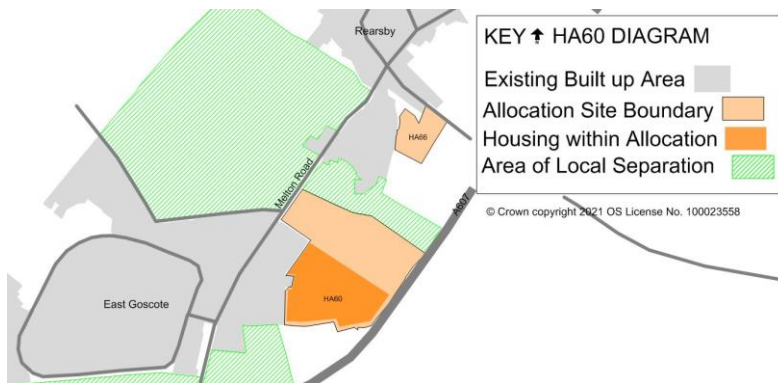 Rearsby
KEY HA60 DIAGRAM
Existing Built up Area
Allocation Site Boundary
Housing within Allocation
Area of Local Separation
HA66
Melton Road
A607
© Crown copyright 2021 OS License No. 100023558
East Goscote
HA60